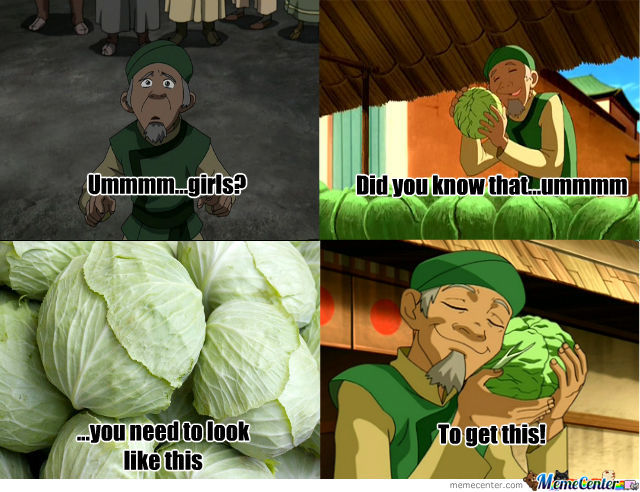 Ummmm...girls?
Did you know that...ummmm
...you need to look
like this
To get this!
memecenter.com
MemeCenter